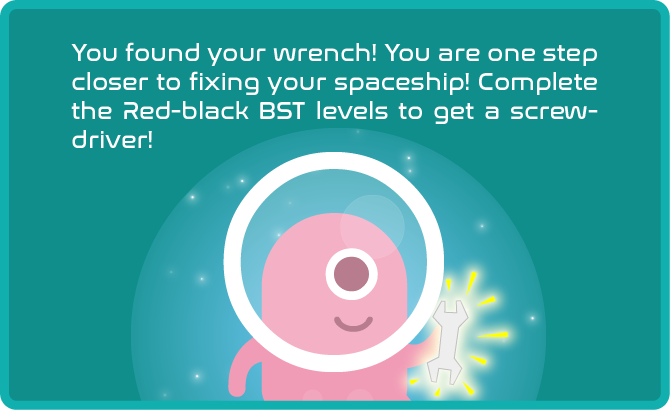 You found your wrench! You are one step
closer to fixing your spaceship! Complete
the Red-black BST levels to get a screw-
driver!